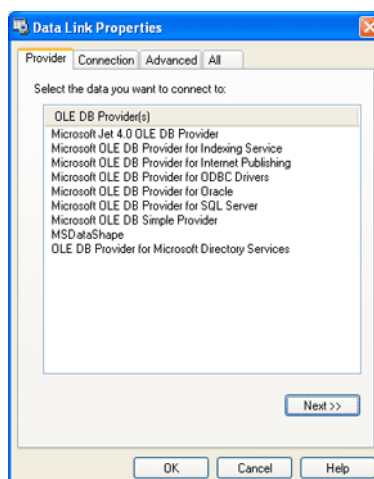 Data Link Properties
Provider Connection Advanced All
Select the data you want to connect to:
OLE DB Provider(s)
Microsoft Jet 4.0 OLE DB Provider
Microsoft OLE DB Provider for Indexing Service
Microsoft OLE DB Provider for Internet Publishing
Microsoft OLE DB Provider for ODBC Drivers
Microsoft OLE DB Provider for Oracle
Microsoft OLE DB Provider for SQL Server
Microsoft OLE DB Simple Provider
MSDataShape
OLE DB Provider for Microsoft Directory Services
Next >>
OK Cancel Help